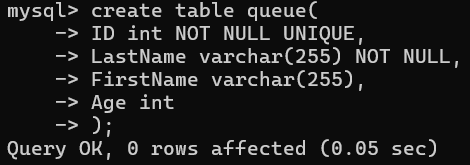 mysql> create table queue(
    -> ID int NOT NULL UNIQUE,
    -> LastName varchar(255) NOT NULL,
    -> FirstName varchar(255),
    -> Age int
    -> );
Query OK, 0 rows affected (0.05 sec)